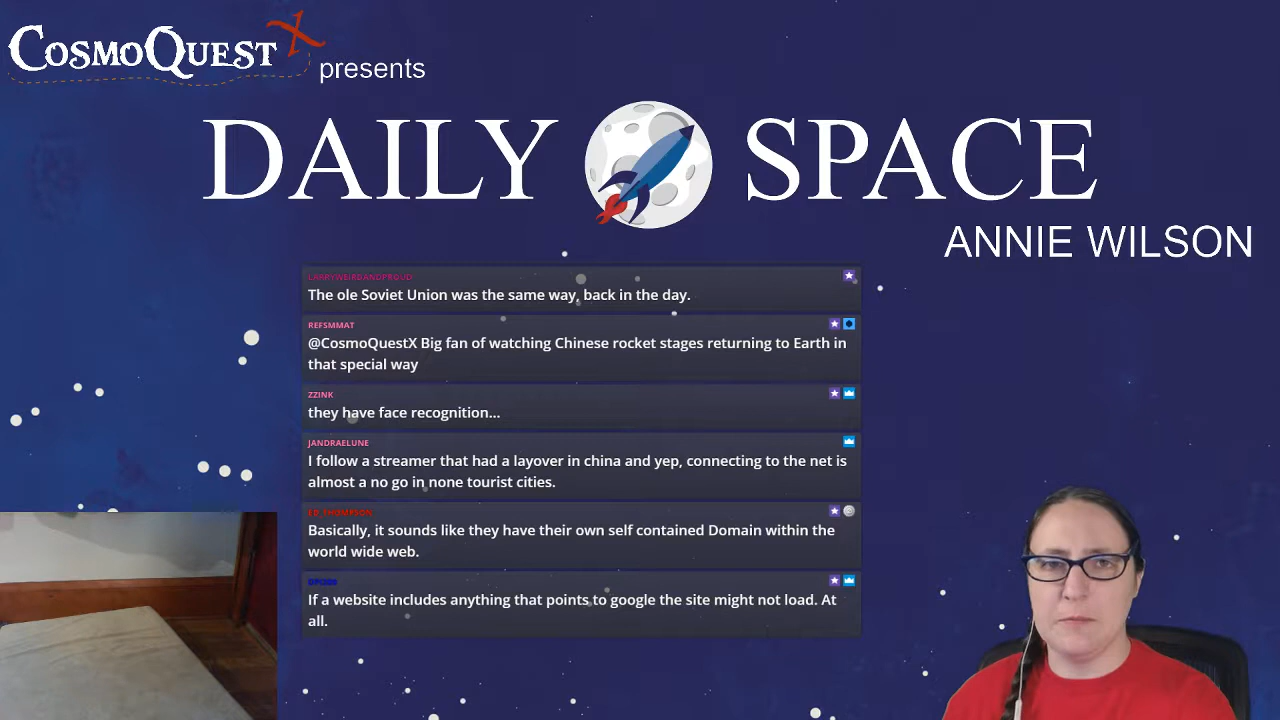 COSMOQUEST X
presents
DAILY SPACE
ANNIE WILSON
LARRYWEIRDANDPROUD
The ole Soviet Union was the same way, back in the day.
REFSMMAT
@CosmoQuestX Big fan of watching Chinese rocket stages returning to Earth in
that special way
ZZINK
they have face recognition...
JANDRAELUNE
I follow a streamer that had a layover in china and yep, connecting to the net is
almost a no go in none tourist cities.
ED_THOMPSON
Basically, it sounds like they have their own self contained Domain within the
world wide web.
If a website includes anything that points to google the site might not load. At
all.